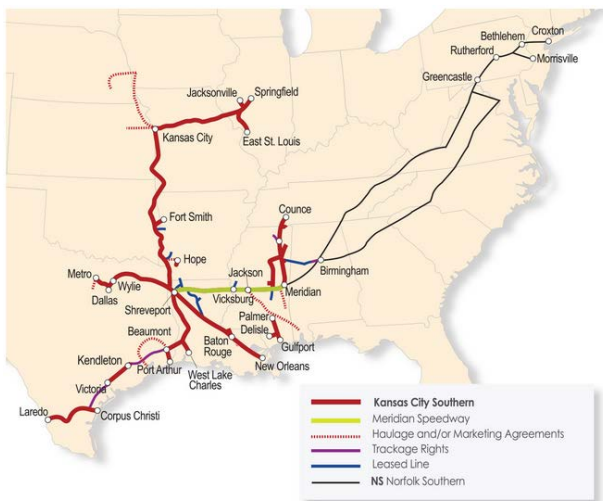 Croxton
Bethlehem
Rutherford
Morrisville
Greencastle
Jacksonville
Springfield
Kansas City
East St. Louis
Fort Smith
Counce
Hope
Birmingham
Metro
Wylie
Dallas
Jackson
Shreveport
Vicksburg
Meridian
Beaumont
Palmer
Delisle
Baton
Rouge
Gulfport
Kendleton
Port Arthur
New Orleans
West Lake
Charles
Victoria
Laredo
Corpus Christi
Kansas City Southern
Meridian Speedway
Haulage and/or Marketing Agreements
Trackage Rights
Leased Line
NS Norfolk Southern